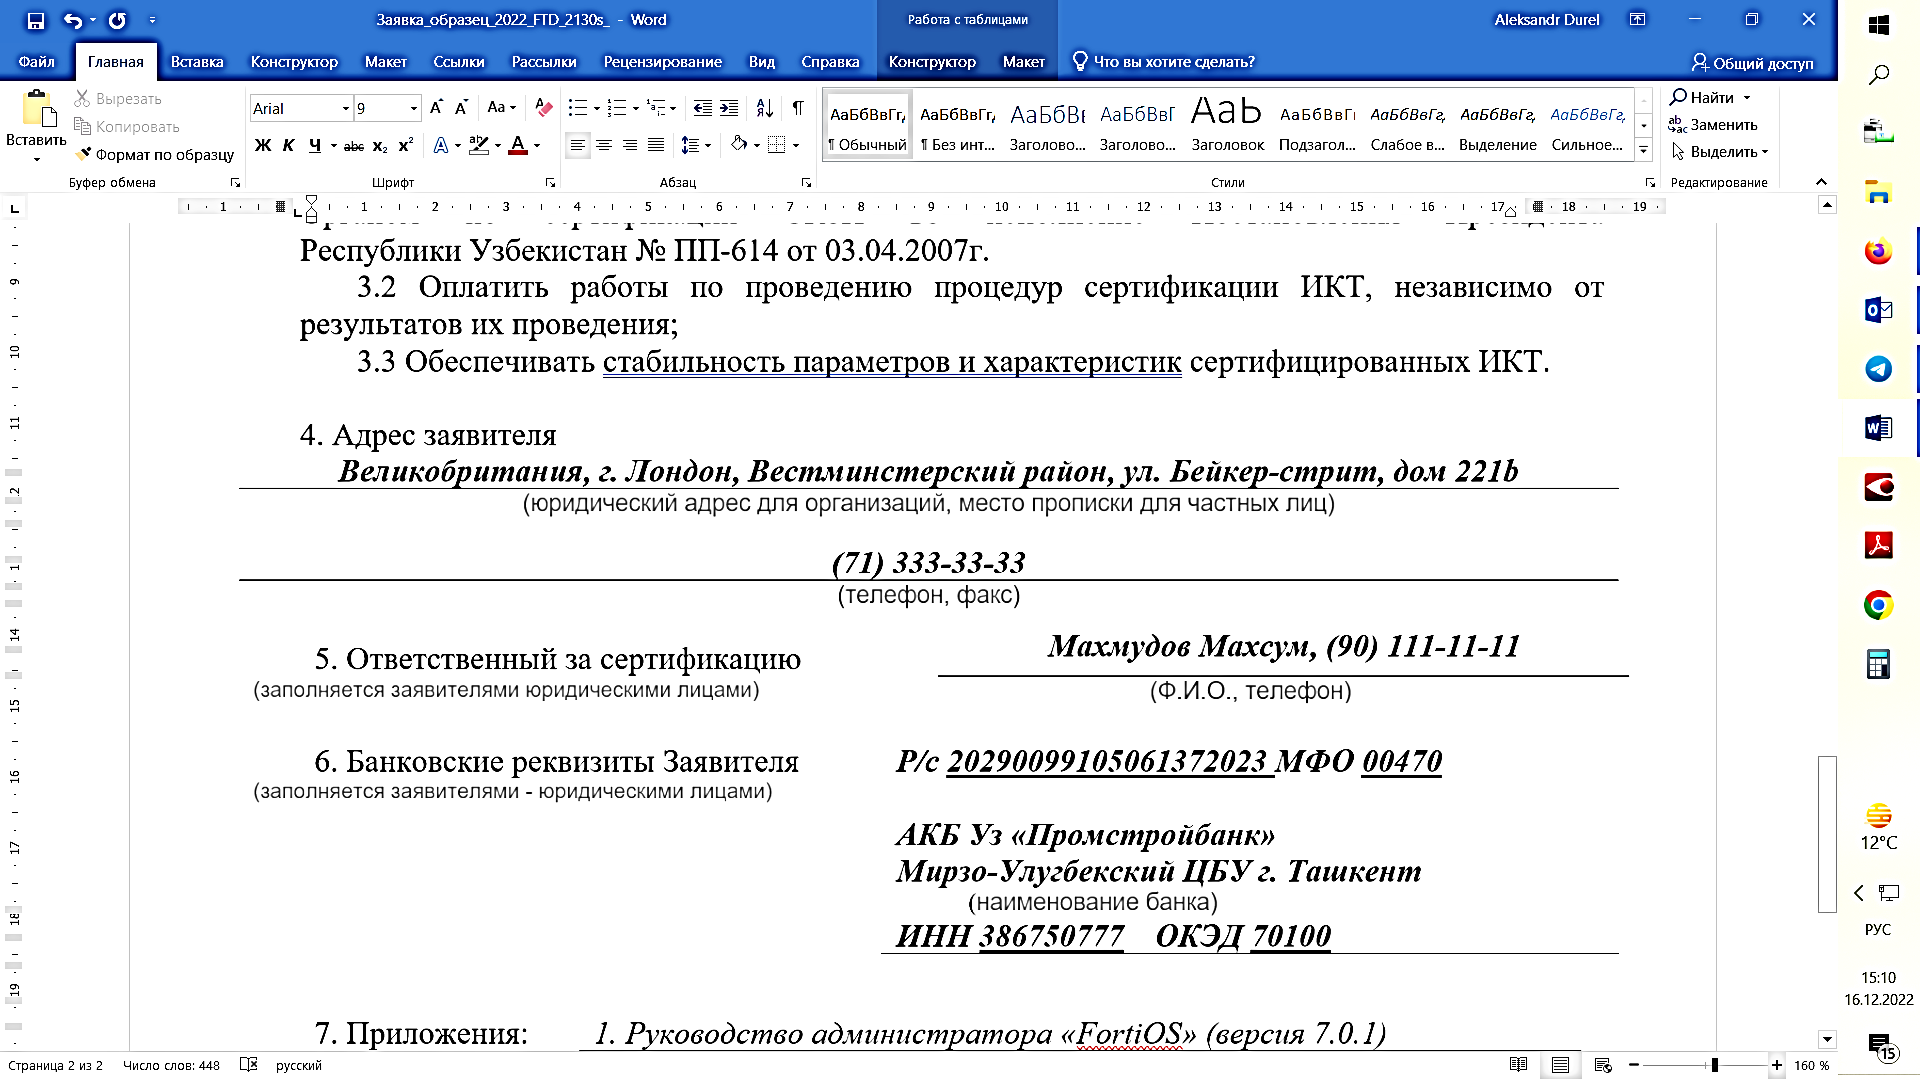 Заявка_образец_2022_FTD_2130s_ - Word
Работа с таблицами
Aleksandr Durel
Файл Главная Вставка Конструктор Макет Ссылки Рассылки Рецензирование Вид Справка Конструктор Макет Что вы хотите сделать? Общий доступ
Вставить
Вырезать
Копировать
Формат по образцу
Буфер обмена
Arial 9
Шрифт
Абзац
АаБбВвГг, АаБбВвГг, АаБбВв АаБбВвГ АаЬ АаБбВвГг АаБбВвГг, АаБбВвГг, АаБбВвГг,
¶ Обычный ¶ Без инт... Заголово... Заголово... Заголовок Подзагол... Слабое в... Выделение Сильное...
Стили
Найти
Заменить
Выделить
Редактирование
Республики Узбекистан № ПП-614 от 03.04.2007г.
3.2 Оплатить работы по проведению процедур сертификации ИКТ, независимо от
результатов их проведения;
3.3 Обеспечивать стабильность параметров и характеристик сертифицированных ИКТ.
4. Адрес заявителя
Великобритания, г. Лондон, Вестминстерский район, ул. Бейкер-стрит, дом 221b
(юридический адрес для организаций, место прописки для частных лиц)
(71) 333-33-33
(телефон, факс)
5. Ответственный за сертификацию Махмудов Махсум, (90) 111-11-11
(заполняется заявителями юридическими лицами) (Ф.И.О., телефон)
6. Банковские реквизиты Заявителя Р/с 20290099105061372023 МФО 00470
(заполняется заявителями - юридическими лицами)
АКБ Уз «Промстройбанк»
Мирзо-Улугбекский ЦБУ г. Ташкент
(наименование банка)
ИНН 386750777 ОКЭД 70100
7. Приложения: 1. Руководство администратора «FortiOS» (версия 7.0.1)
Страница 2 из 2 Число слов: 448 русский 160 %
12°C
РУС
15:10
16.12.2022
15